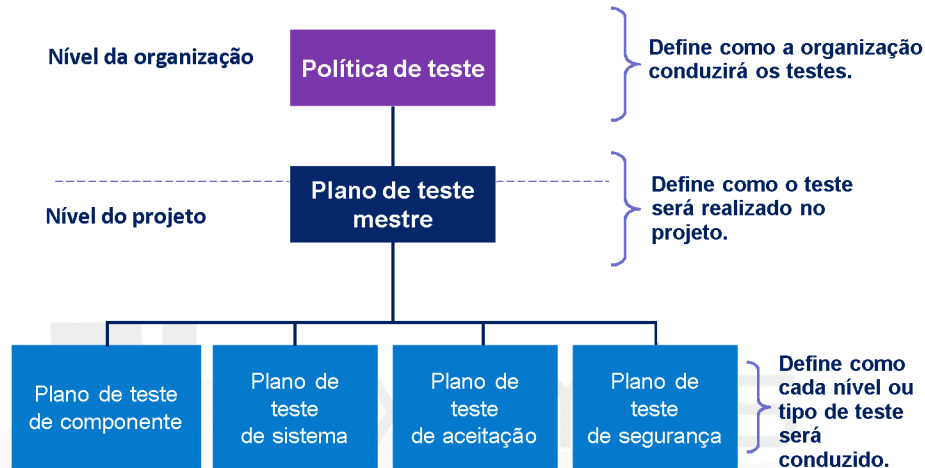 Nível da organização
Política de teste
Define como a organização
conduzirá os testes.
Nível do projeto
Plano de teste
mestre
Define como o teste
será realizado no
projeto.
Plano de teste
de componente
Plano de
teste
de sistema
Plano de
teste
de aceitação
Plano de
teste
de segurança
Define como
cada nível ou
tipo de teste
será
conduzido.